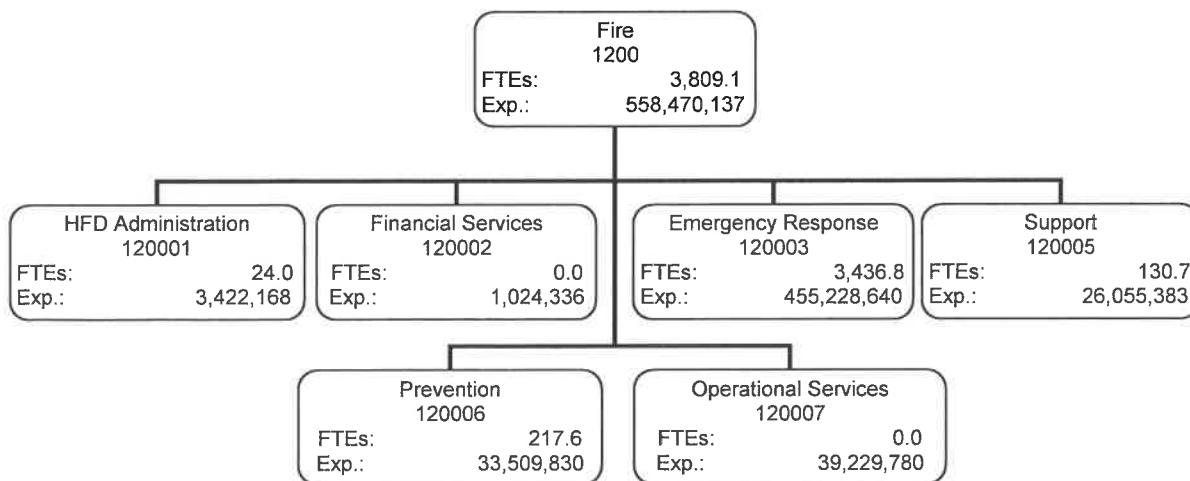 Fire
1200
FTEs: 3,809.1
Exp.: 558,470,137
HFD Administration
120001
FTEs: 24.0
Exp.: 3,422,168
Financial Services
120002
FTEs: 0.0
Exp.: 1,024,336
Emergency Response
120003
FTEs: 3,436.8
Exp.: 455,228,640
Support
120005
FTEs: 130.7
Exp.: 26,055,383
Prevention
120006
FTEs: 217.6
Exp.: 33,509,830
Operational Services
120007
FTEs: 0.0
Exp.: 39,229,780